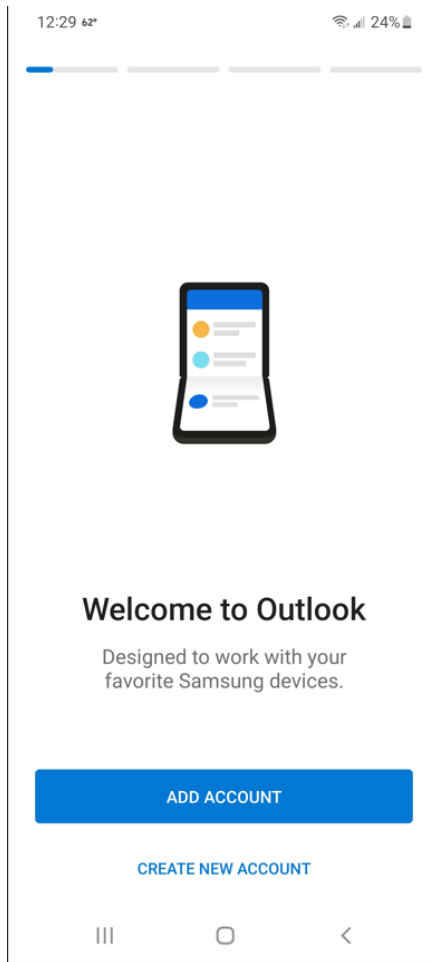 12:29 62° 24%
Welcome to Outlook
Designed to work with your
favorite Samsung devices.
ADD ACCOUNT
CREATE NEW ACCOUNT